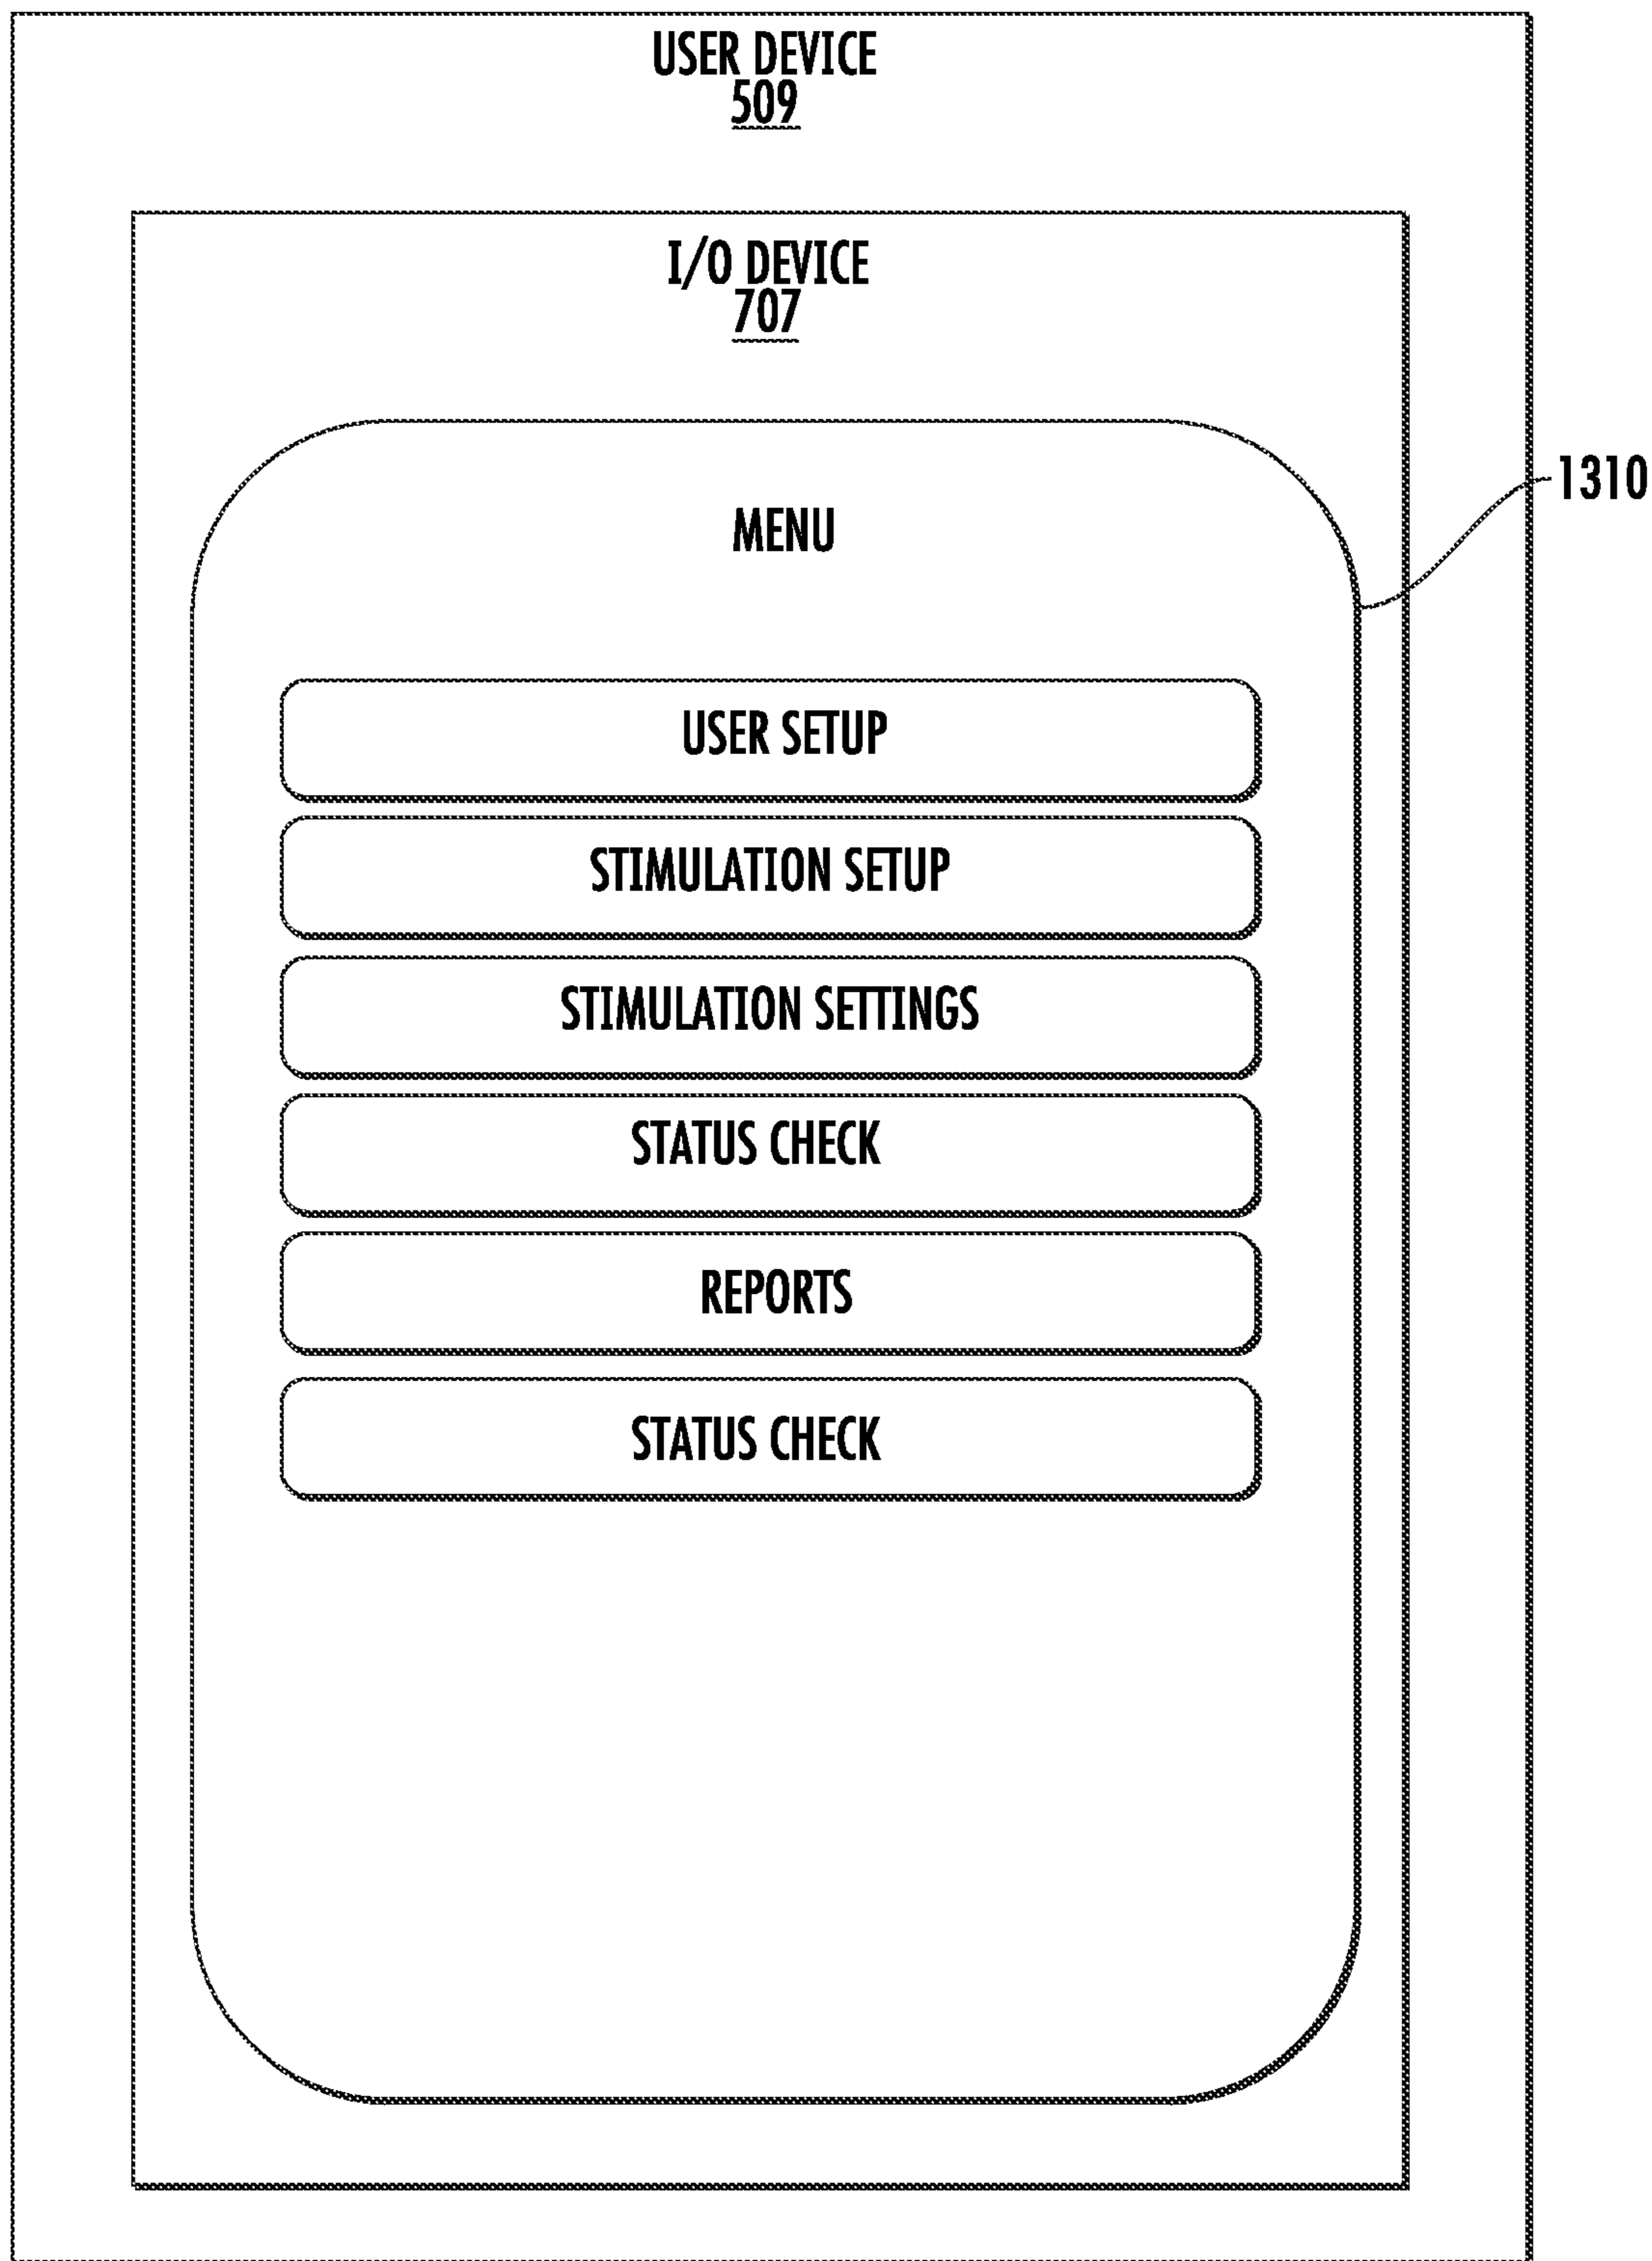 USER DEVICE
509
I/O DEVICE
707
1310
MENU
USER SETUP
STIMULATION SETUP
STIMULATION SETTINGS
STATUS CHECK
REPORTS
STATUS CHECK